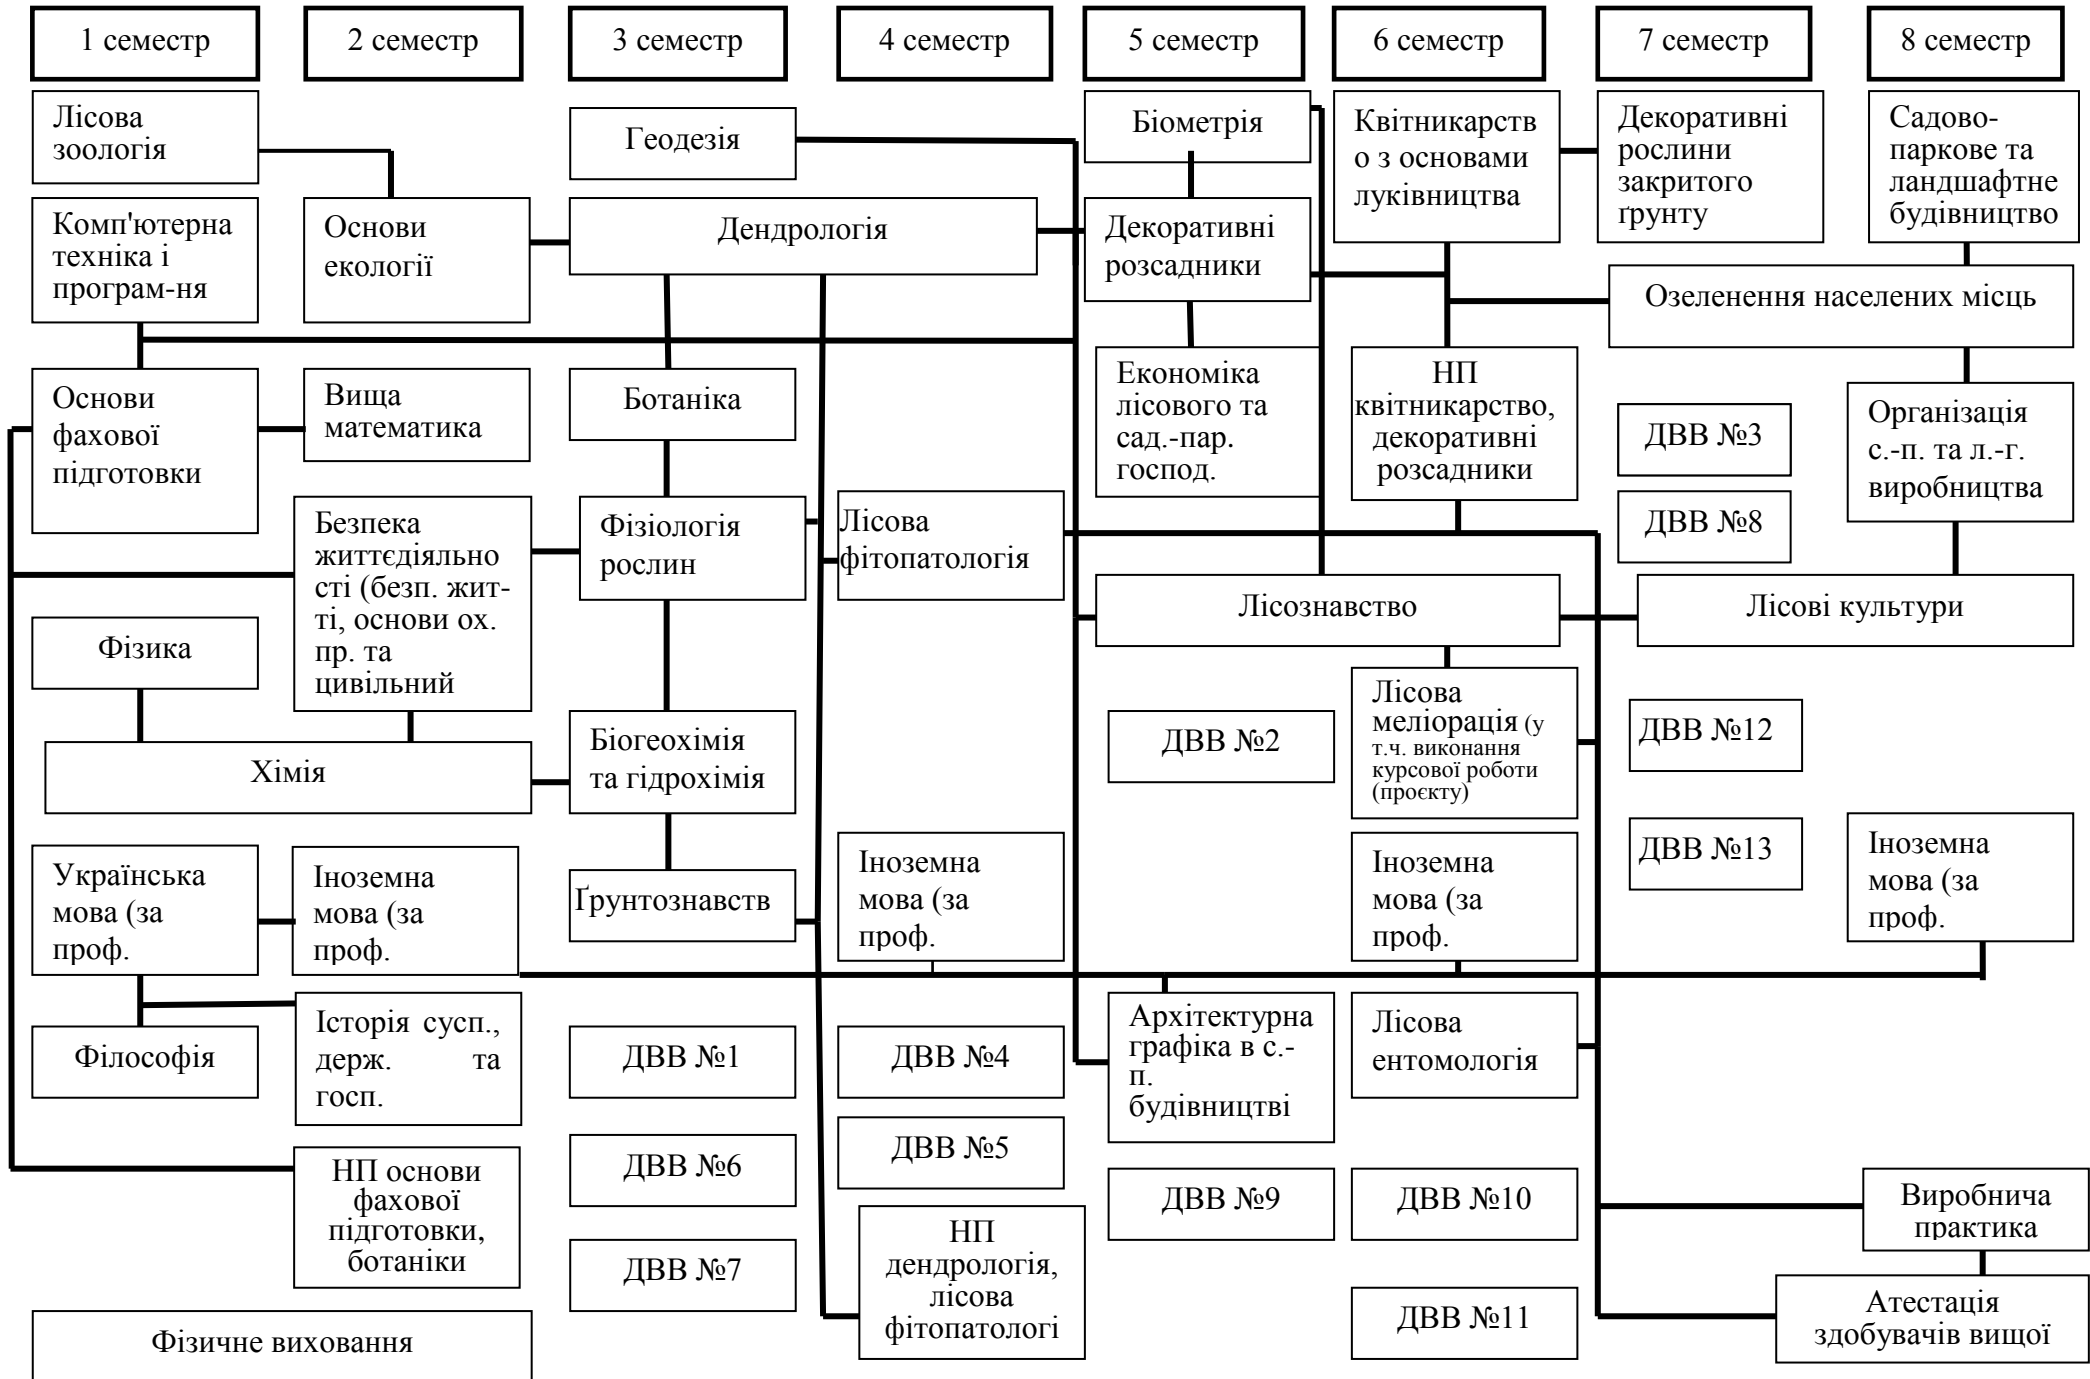 1 семестр
2 семестр
3 семестр
4 семестр
5 семестр
6 семестр
7 семестр
8 семестр
Лісова
зоологія
Геодезія
Біометрія
Квітникарств
о з основами
луківництва
Декоративні
рослини
закритого
ґрунту
Садово-
паркове та
ландшафтне
будівництво
Комп'ютерна
техніка і
програм-ня
Основи
екології
Дендрологія
Декоративні
розсадники
Озеленення населених місць
Основи
фахової
підготовки
Вища
математика
Ботаніка
Економіка
лісового та
сад.-пар.
господ.
НП
квітникарство,
декоративні
розсадники
ДВВ №3
Організація
с.-п. та л.-г.
виробництва
Безпека
життєдіяльно
сті (безп. жит-
ті, основи ох.
пр. та
цивільний
Фізіологія
рослин
Лісова
фітопатологія
ДВВ №8
Фізика
Лісознавство
Лісові культури
Хімія
Біогеохімія
та гідрохімія
ДВВ №2
Лісова
меліорація (у
т.ч. виконання
курсової роботи
(проєкту)
ДВВ №12
Українська
мова (за
проф.
Іноземна
мова (за
проф.
Ґрунтознавств
Іноземна
мова (за
проф.
Іноземна
мова (за
проф.
ДВВ №13
Іноземна
мова (за
проф.
Філософія
Історія сусп.,
держ. та
госп.
ДВВ №1
ДВВ №4
Архітектурна
графіка в с.-
п.
будівництві
Лісова
ентомологія
НП основи
фахової
підготовки,
ботаніки
ДВВ №6
ДВВ №5
ДВВ №9
ДВВ №10
Виробнича
практика
ДВВ №7
НП
дендрологія,
лісова
фітопатологі
ДВВ №11
Атестація
здобувачів вищої
Фізичне виховання